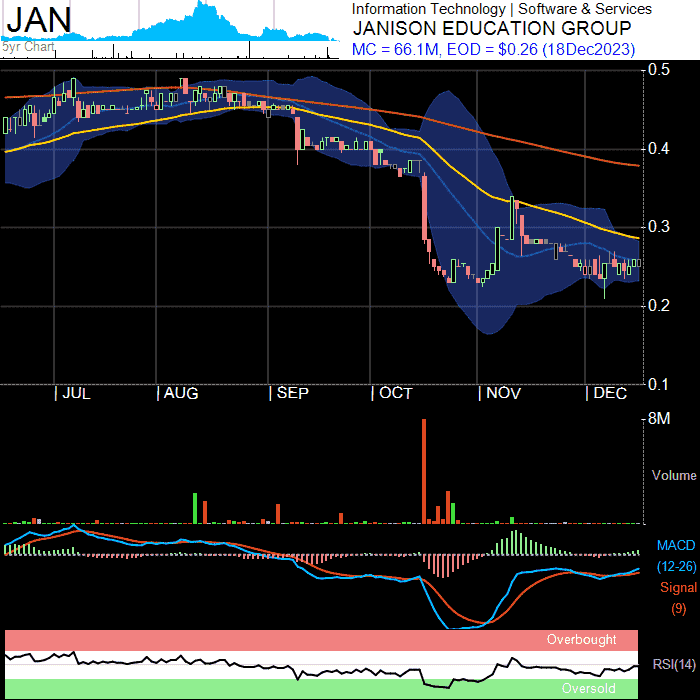 JAN
5yr Chart
Information Technology | Software & Services
JANISON EDUCATION GROUP
MC = 66.1M, EOD = $0.26 (18Dec2023)
0.5
0.4
0.3
0.2
0.1
JUL
AUG
SEP
OCT
NOV
DEC
8M
Volume
MACD
(12-26)
Signal
(9)
Overbought
RSI(14)
Oversold